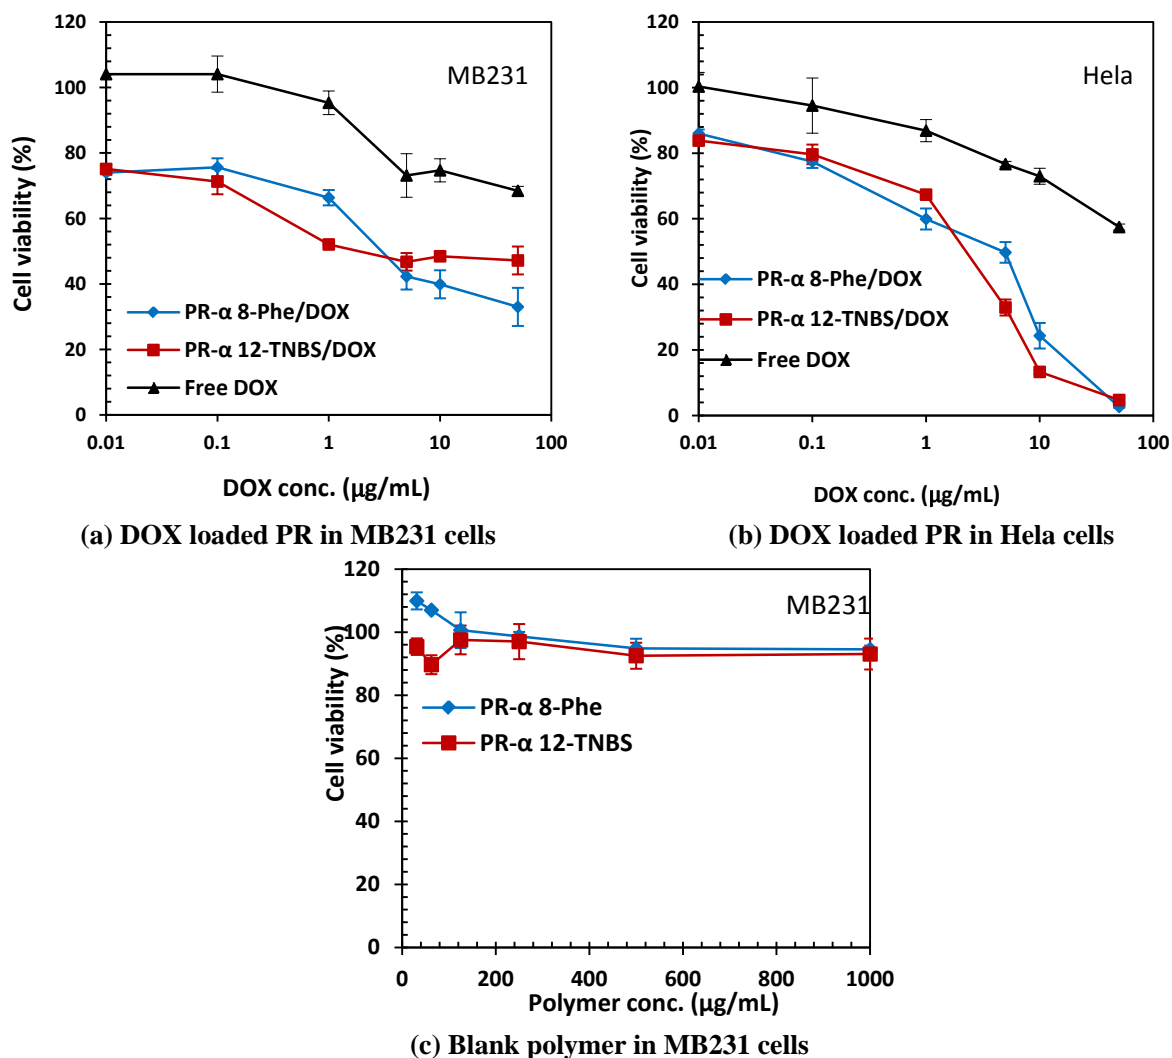 120
100
80
60
40
20
0
Cell viability (%)
MB231
PR-α 8-Phe/DOX
PR-α 12-TNBS/DOX
Free DOX
0.01 0.1 1 10 100
DOX conc. (µg/mL)
(a) DOX loaded PR in MB231 cells
120
100
80
60
40
20
0
Cell viability (%)
Hela
PR-α 8-Phe/DOX
PR-α 12-TNBS/DOX
Free DOX
0.01 0.1 1 10 100
DOX conc. (µg/mL)
(b) DOX loaded PR in Hela cells
120
100
80
60
40
20
0
Cell viability (%)
MB231
PR-α 8-Phe
PR-α 12-TNBS
0 200 400 600 800 1000
Polymer conc. (µg/mL)
(c) Blank polymer in MB231 cells